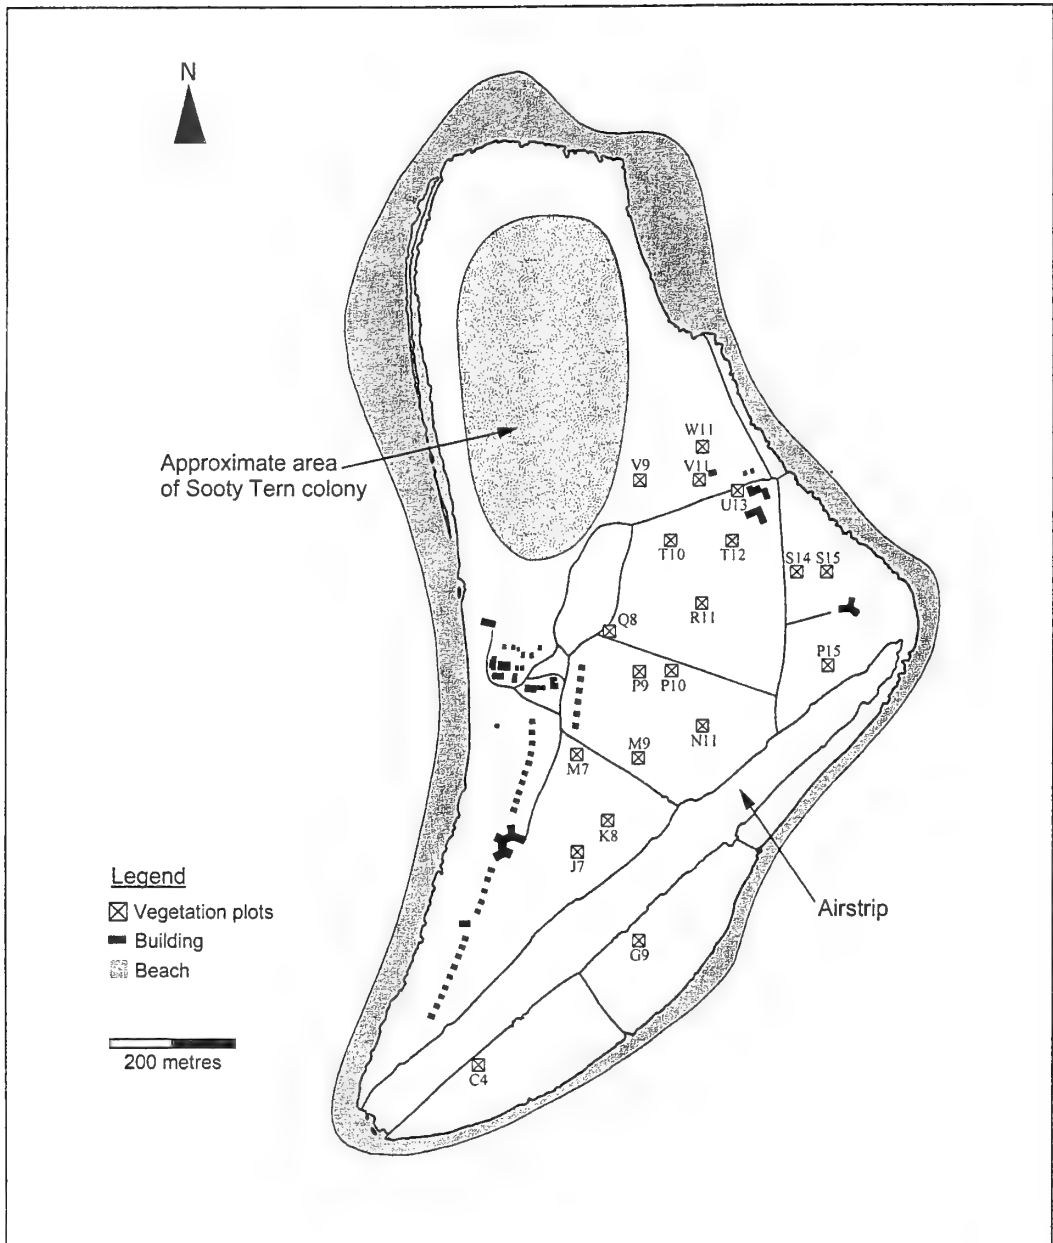 N
Approximate area
of Sooty Tern colony
W11
V9
V11
U13
T10
T12
S14
S15
R11
Q8
P15
P9
P10
N11
M9
M7
K8
J7
Airstrip
G9
C4
Legend
Vegetation plots
Building
Beach
200 metres